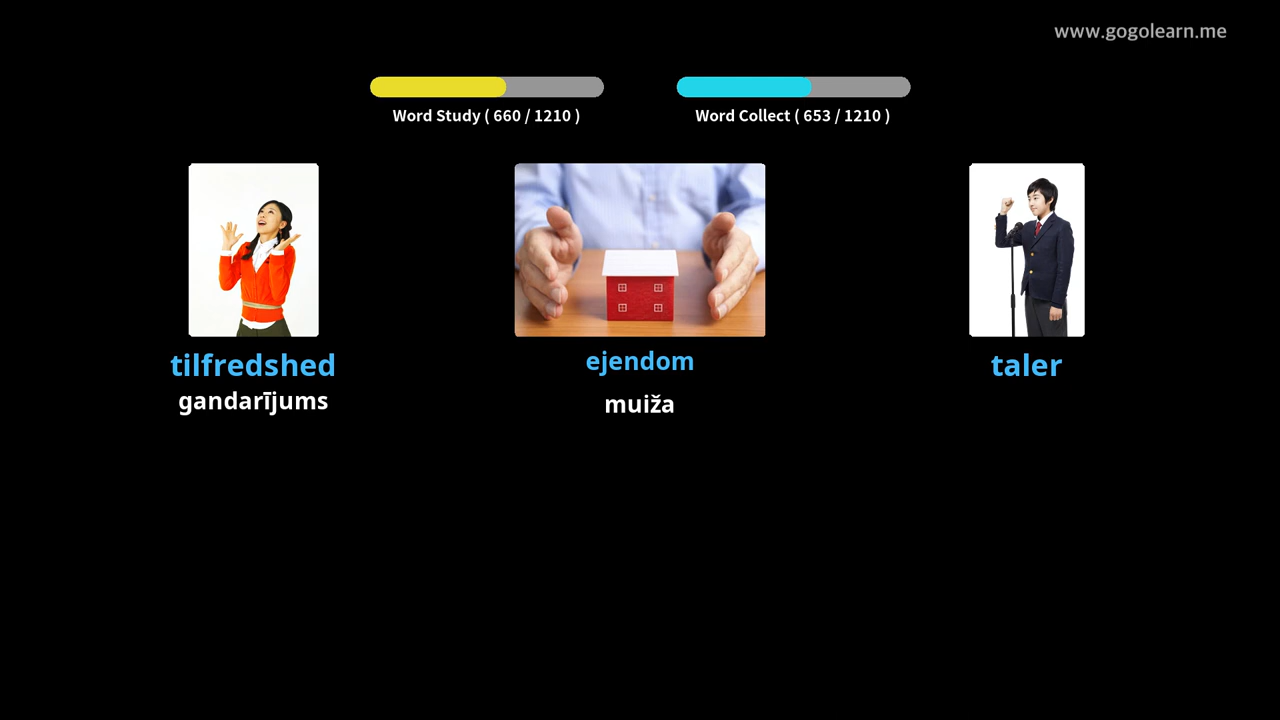 www.gogolearn.me
Word Study ( 660 / 1210 )
Word Collect ( 653 / 1210 )
tilfredshed
gandarījums
ejendom
muiža
taler